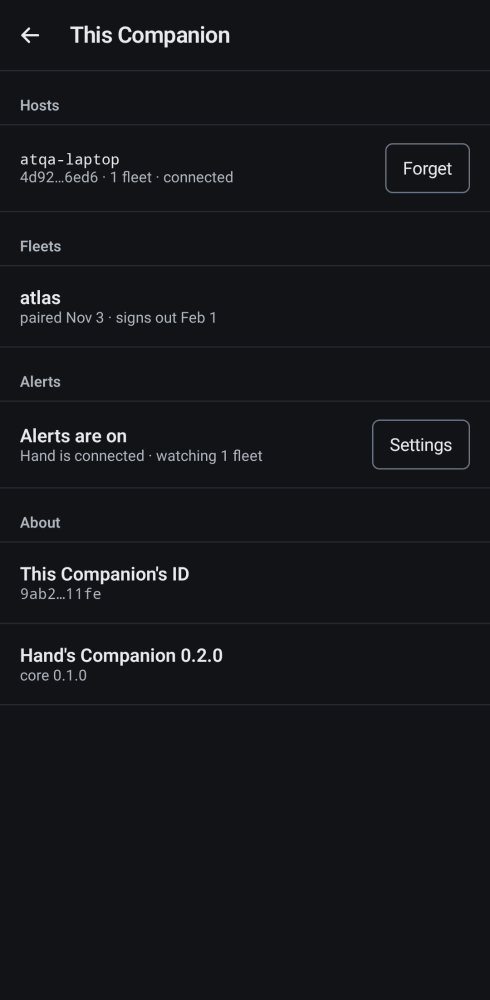 This Companion
Hosts
atqa-laptop
4d92…6ed6 · 1 fleet · connected
Forget
Fleets
atlas
paired Nov 3 · signs out Feb 1
Alerts
Alerts are on
Hand is connected · watching 1 fleet
Settings
About
This Companion's ID
9ab2…11fe
Hand's Companion 0.2.0
core 0.1.0